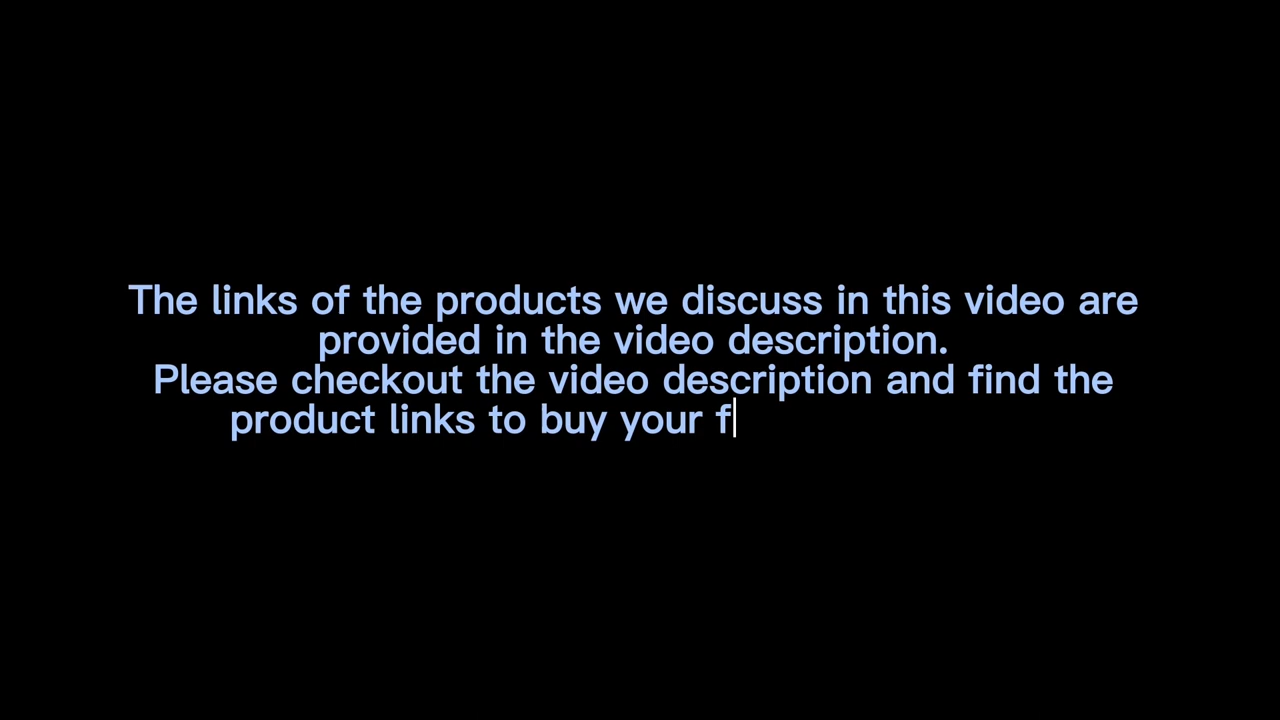 The links of the products we discuss in this video are
provided in the video description.
Please checkout the video description and find the
product links to buy your f